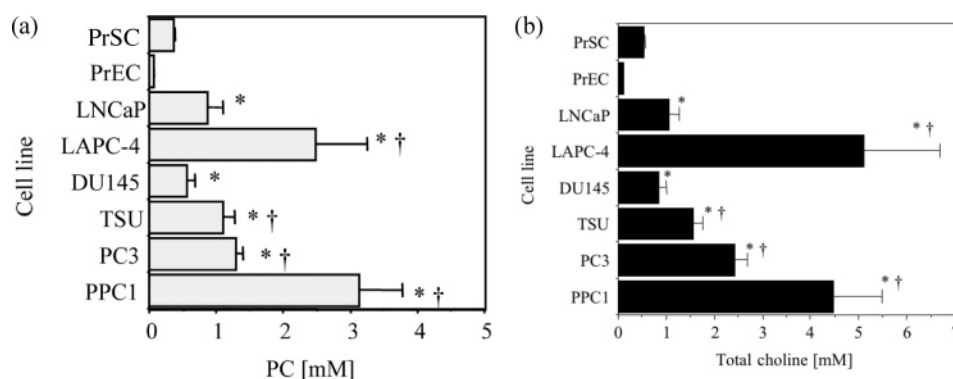 (a)
Cell line
PrSC
PrEC
LNCaP *
LAPC-4 * †
DU145 *
TSU * †
PC3 * †
PPC1 * †
0 1 2 3 4 5
PC [mM]
(b)
Cell line
PrSC
PrEC
LNCaP *
LAPC-4 * †
DU145 *
TSU * †
PC3 * †
PPC1 * †
0 1 2 3 4 5 6 7
Total choline [mM]